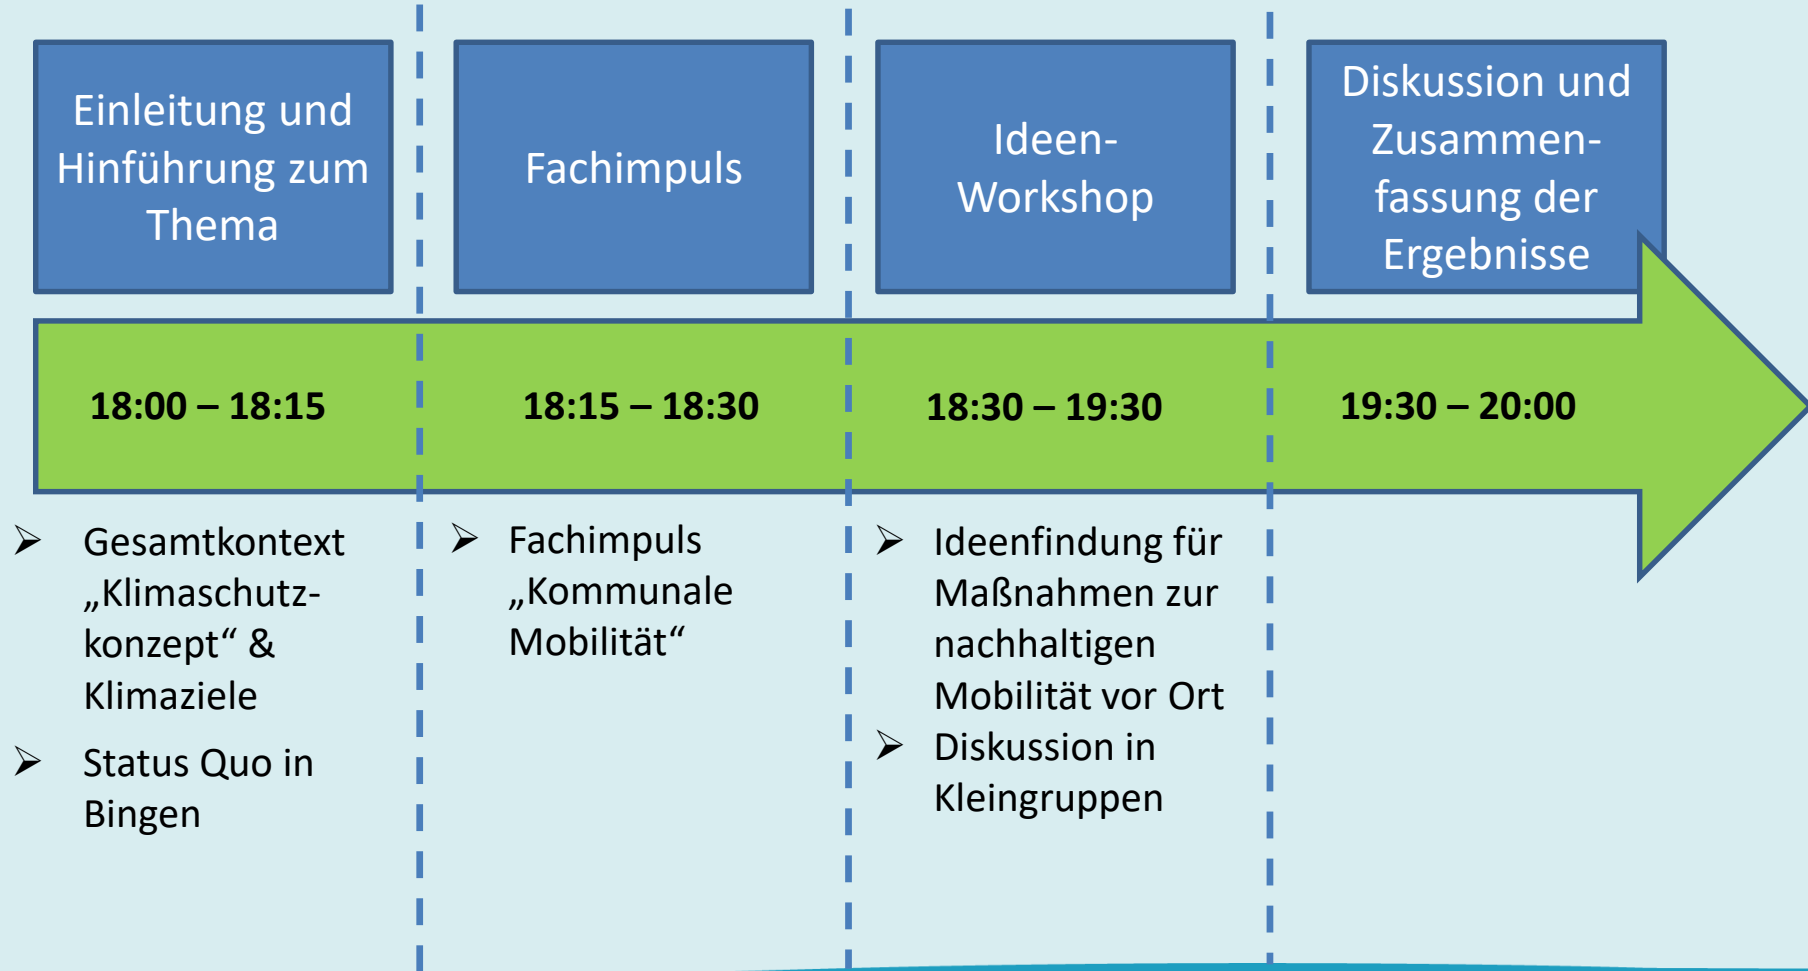 Einleitung und
Hinführung zum
Thema
Fachimpuls
Ideen-
Workshop
Diskussion und
Zusammen-
fassung der
Ergebnisse
18:00 – 18:15
18:15 – 18:30
18:30 – 19:30
19:30 – 20:00
➢ Gesamtkontext
„Klimaschutz-
konzept“ &
Klimaziele
➢ Status Quo in
Bingen
➢ Fachimpuls
„Kommunale
Mobilität“
➢ Ideenfindung für
Maßnahmen zur
nachhaltigen
Mobilität vor Ort
➢ Diskussion in
Kleingruppen